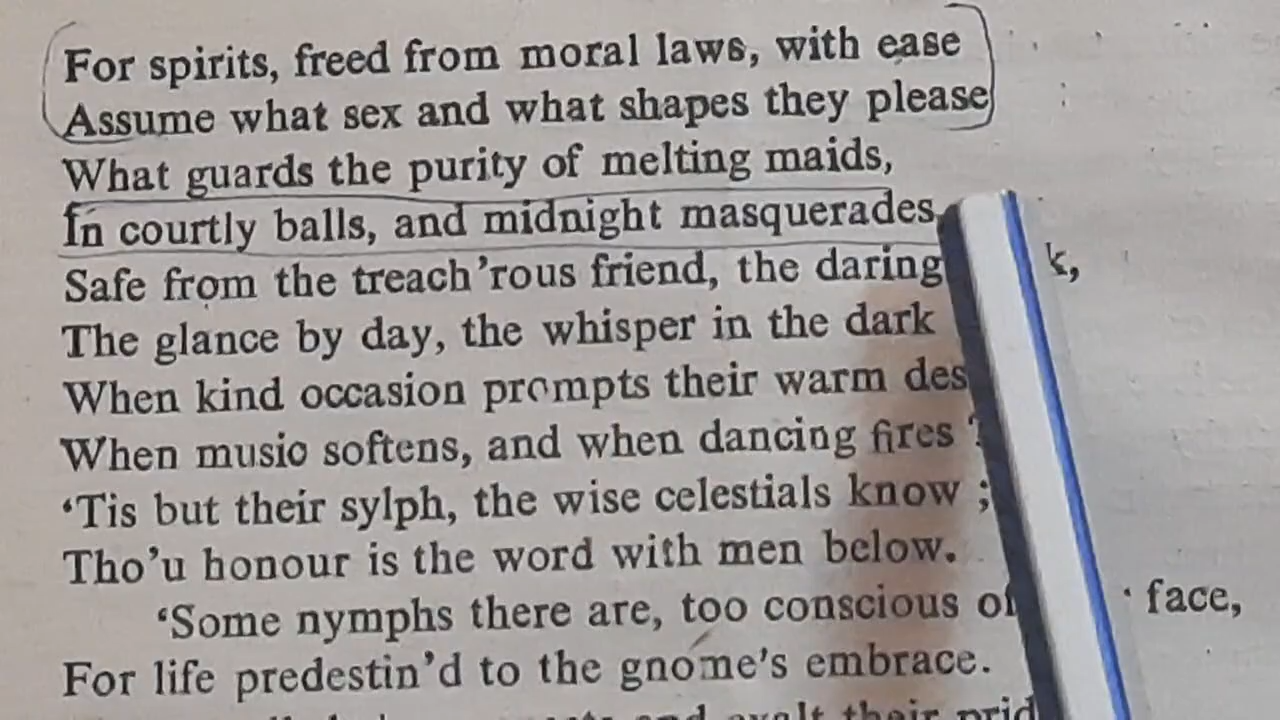 For spirits, freed from moral laws, with ease
Assume what sex and what shapes they please
What guards the purity of melting maids,
In courtly balls, and midnight masquerades
Safe from the treach'rous friend, the daring
The glance by day, the whisper in the dark
When kind occasion prompts their warm des
When music softens, and when dancing fires ?
'Tis but their sylph, the wise celestials know ;
Tho'u honour is the word with men below.
'Some nymphs there are, too conscious of face,
For life predestin'd to the gnome's embrace.
and exalt their prid